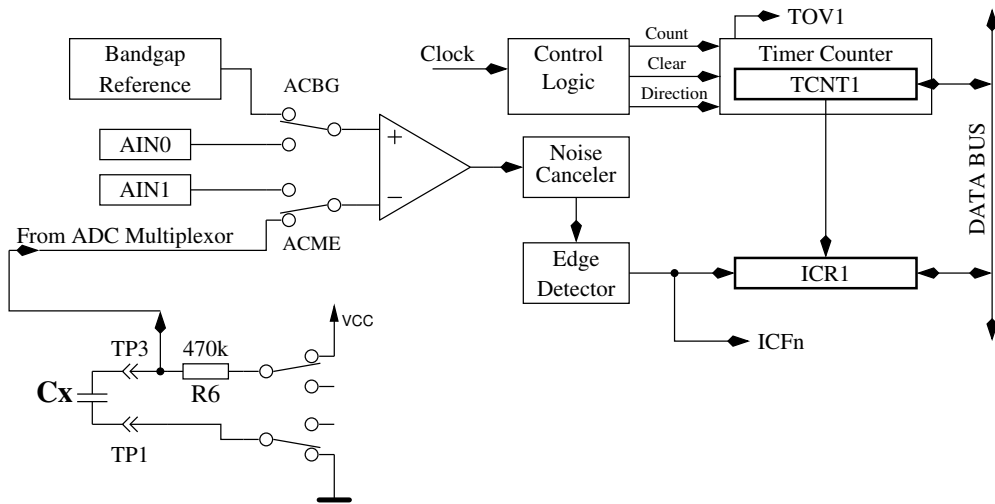 TOV1
Bandgap
Reference
ACBG
Clock
Control
Logic
Count
Clear
Direction
Timer Counter
TCNT1
AIN0
AIN1
+
−
Noise
Canceler
DATA BUS
From ADC Multiplexor
ACME
Edge
Detector
ICR1
ICFn
VCC
TP3
470k
R6
Cx
TP1